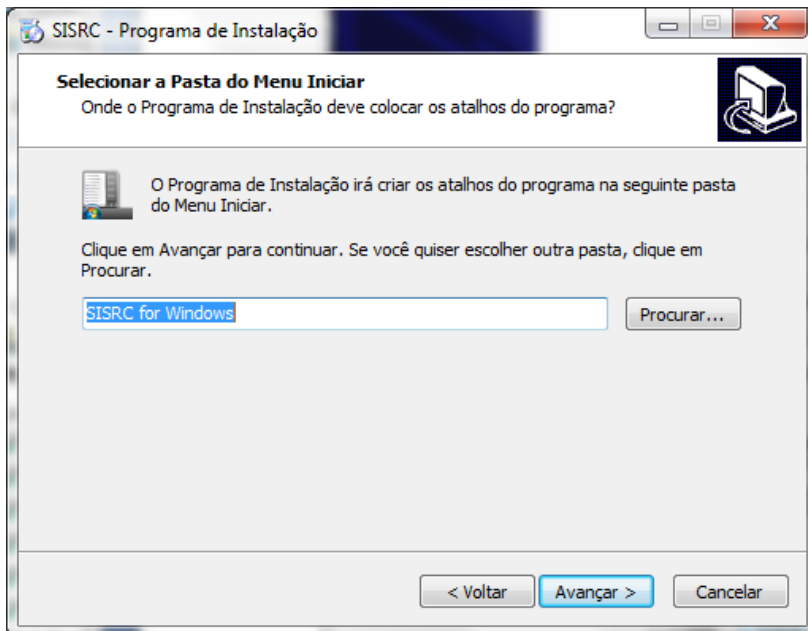 SISRC - Programa de Instalação
Selecionar a Pasta do Menu Iniciar
Onde o Programa de Instalação deve colocar os atalhos do programa?
O Programa de Instalação irá criar os atalhos do programa na seguinte pasta
do Menu Iniciar.
Clique em Avançar para continuar. Se você quiser escolher outra pasta, clique em
Procurar.
SISRC for Windows
Procurar...
< Voltar
Avançar >
Cancelar